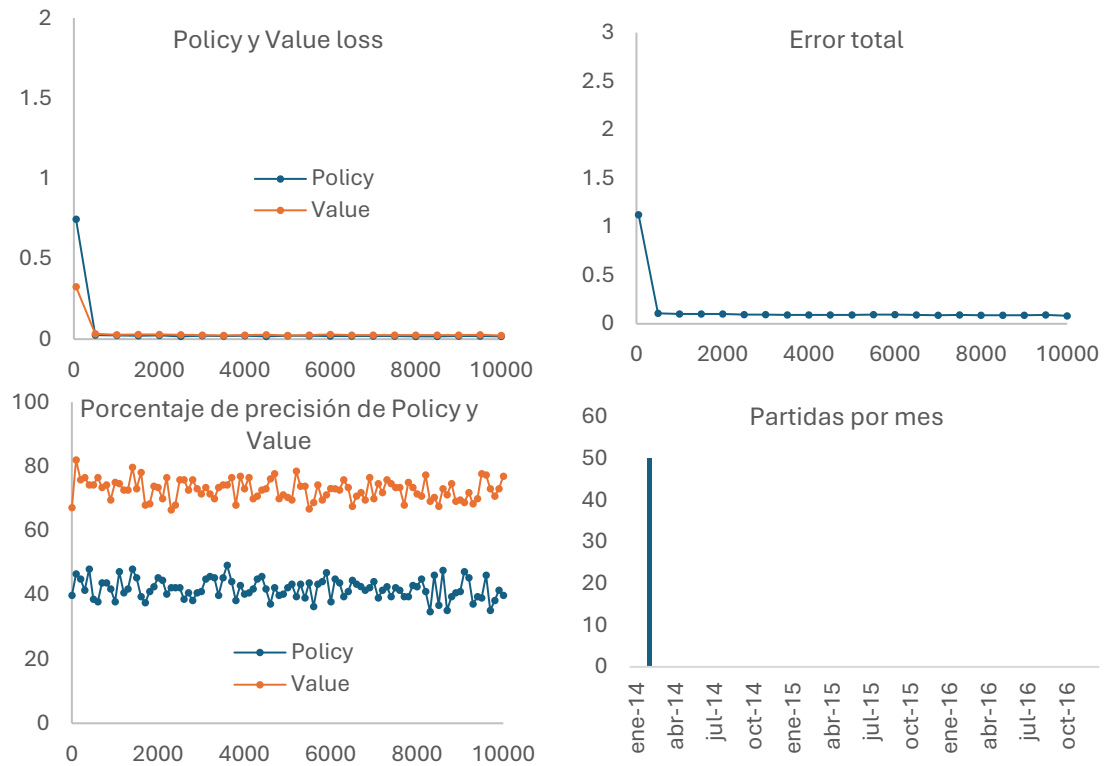 Policy y Value loss
2
1.5
1
0.5
0
0 2000 4000 6000 8000 10000
Policy
Value
Error total
3
2.5
2
1.5
1
0.5
0
0 2000 4000 6000 8000 10000
Porcentaje de precisión de Policy y
Value
100
80
60
40
20
0
0 2000 4000 6000 8000 10000
Policy
Value
Partidas por mes
60
50
40
30
20
10
0
ene-14
abr-14
jul-14
oct-14
ene-15
abr-15
jul-15
oct-15
ene-16
abr-16
jul-16
oct-16